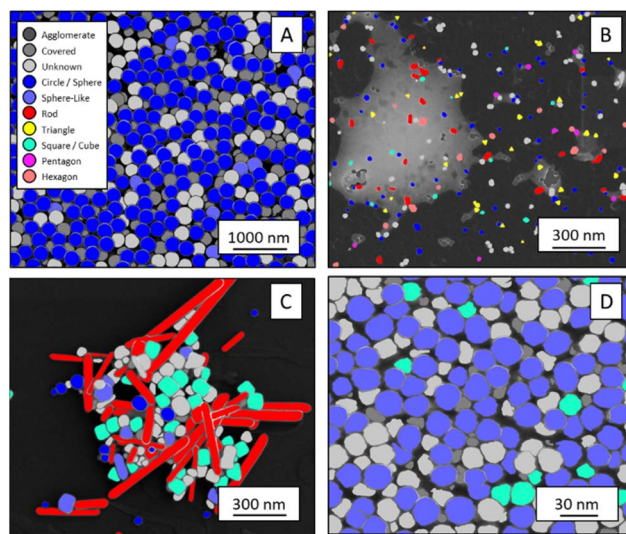 A
Agglomerate
Covered
Unknown
Circle / Sphere
Sphere-Like
Rod
Triangle
Square / Cube
Pentagon
Hexagon
1000 nm
B
300 nm
C
300 nm
D
30 nm